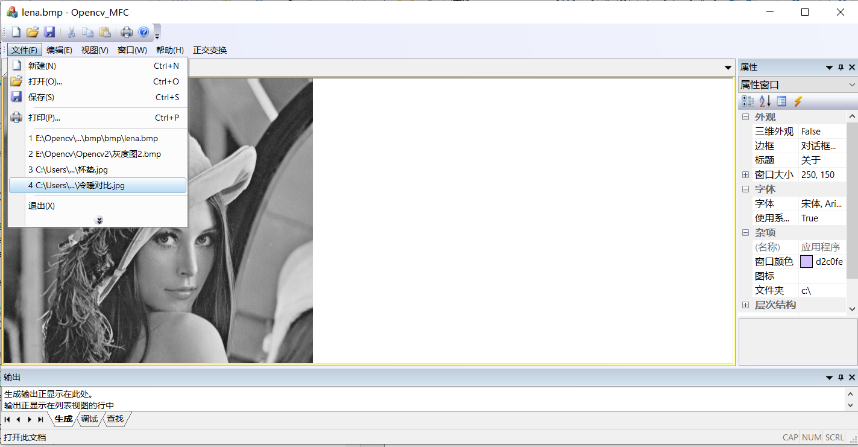 lena.bmp - Opencv_MFC
文件(F) 编辑(E) 视图(V) 窗口(W) 帮助(H) 正交变换
新建(N) Ctrl+N
打开(O)... Ctrl+O
保存(S) Ctrl+S
打印(P)... Ctrl+P
1 E:\Opencv\...\bmp\bmp\lena.bmp
2 E:\Opencv\Opencv2\灰度图2.bmp
3 C:\Users\...\杯垫.jpg
4 C:\Users\...\冷暖对比.jpg
退出(X)
属性
属性窗口
外观
三维外观 False
边框 对话框...
标题 关于
窗口大小 250, 150
字体
字体 宋体, Ari...
使用系... True
杂项
(名称) 应用程序
窗口颜色 d2c0fe
图标
文件夹 c:\
层次结构
输出
生成输出正显示在此处。
输出正显示在列表视图的行中
生成 调试 查找
打开此文档 CAP NUM SCRL